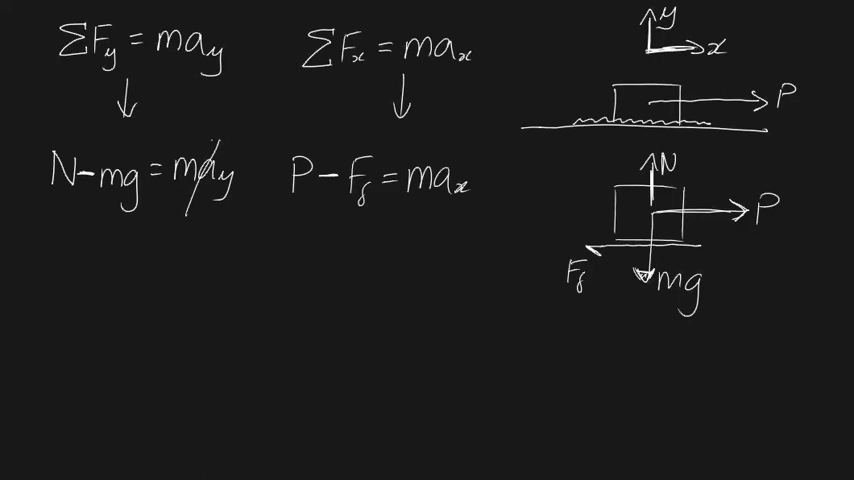 ΣFy = may
ΣFx = max
N - mg = may
P - Ff = max
y
x
P
N
P
Ff
mg